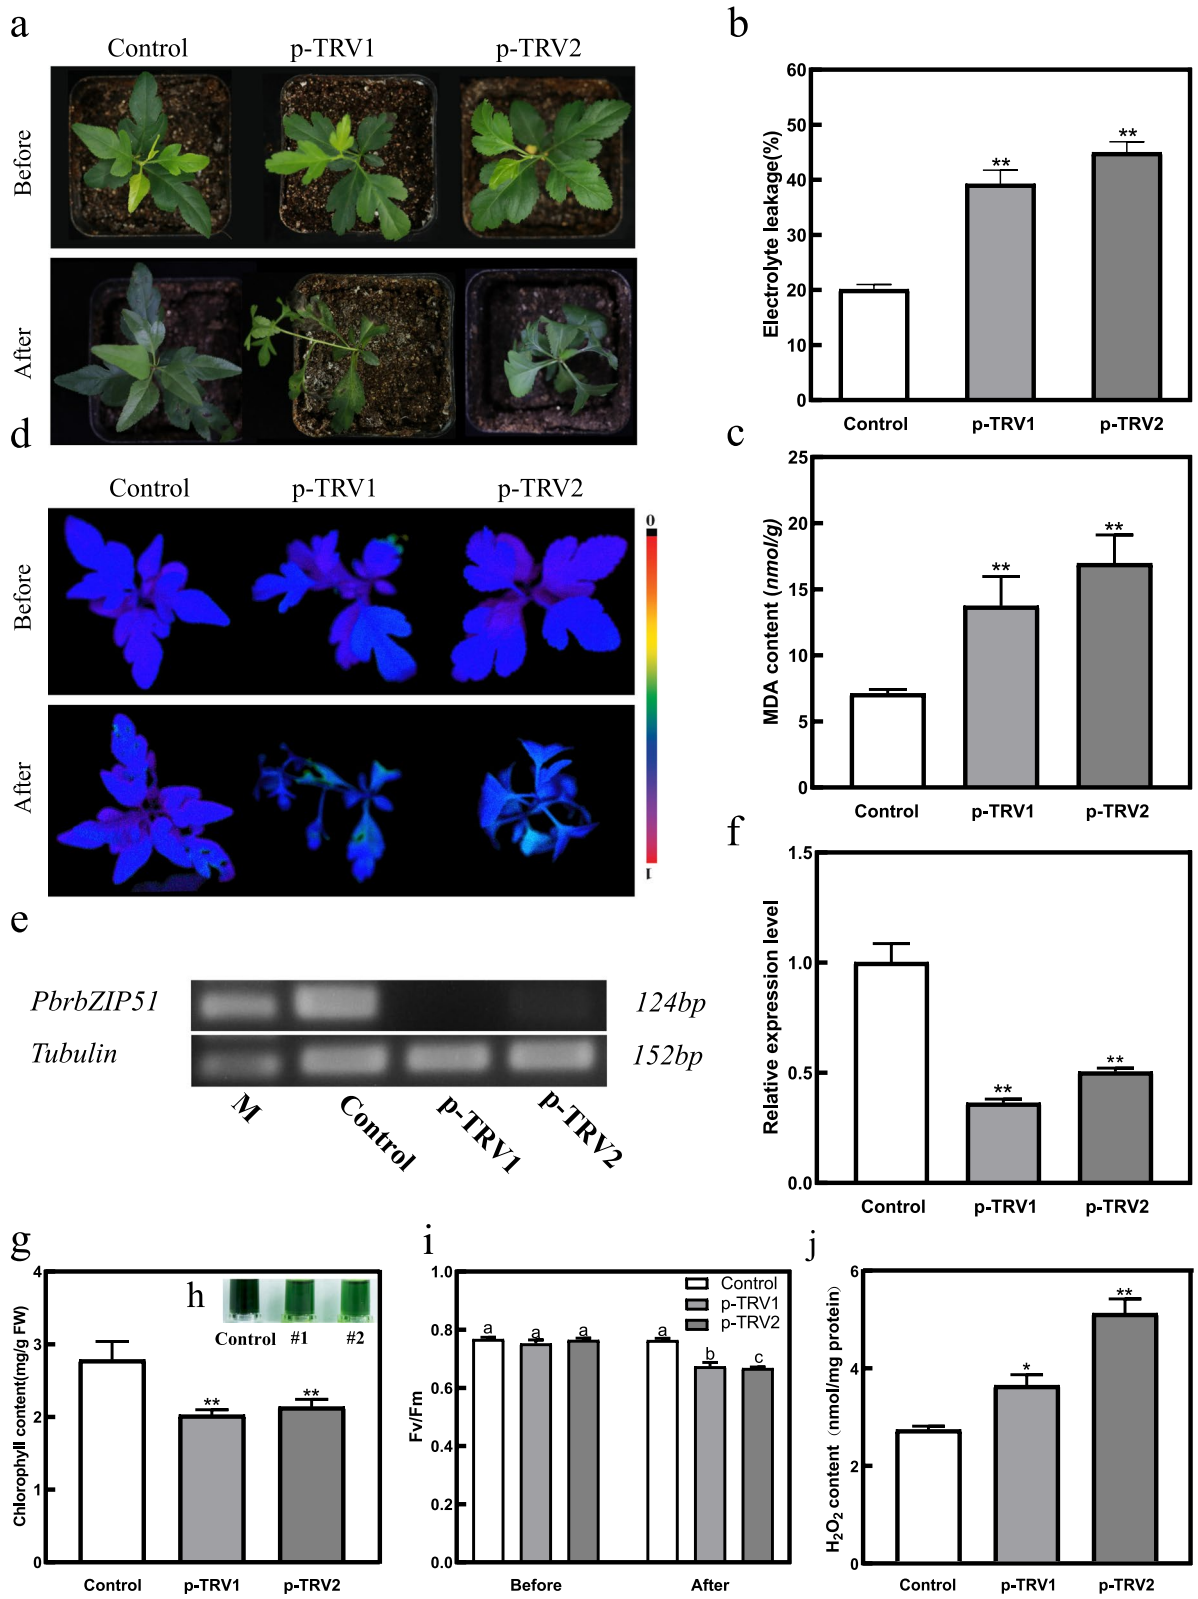 a
Control p-TRV1 p-TRV2
Before
After
b
60
50
40
30
20
10
0
Electrolyte leakage(%)
** **
Control p-TRV1 p-TRV2
c
25
20
15
10
5
0
MDA content (nmol/g)
** **
Control p-TRV1 p-TRV2
d
Control p-TRV1 p-TRV2
Before
After
0
1
e
PbrbZIP51 124bp
Tubulin 152bp
M Control p-TRV1 p-TRV2
f
1.5
1.0
0.5
0.0
Relative expression level
** **
Control p-TRV1 p-TRV2
g
4
3
2
1
0
Chlorophyll content(mg/g FW)
** **
Control p-TRV1 p-TRV2
h
Control #1 #2
i
1.0
0.8
0.6
0.4
0.2
0.0
Fv/Fm
Control
p-TRV1
p-TRV2
a a a a b c
Before After
j
6
4
2
0
H₂O₂ content（nmol/mg protein）
* **
Control p-TRV1 p-TRV2